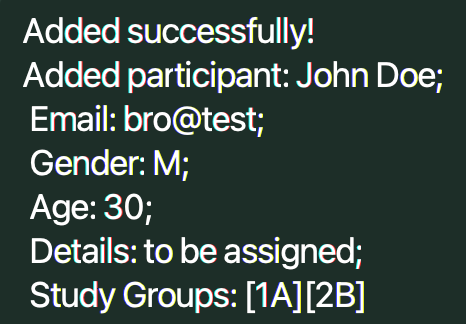 Added successfully!
Added participant: John Doe;
Email: bro@test;
Gender: M;
Age: 30;
Details: to be assigned;
Study Groups: [1A][2B]